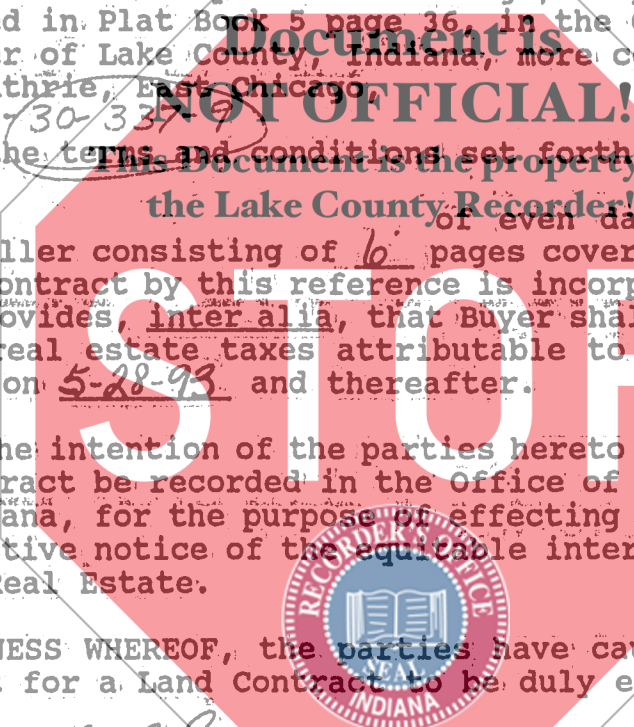 d in Plat Book 5 page 36, in the
Document is
r of Lake County, Indiana, more c
thrie, East Chicago,
NOT OFFICIAL!
30-33
he terms and conditions set forth
This Document is the property
the Lake County Recorder!
of even da
ller consisting of 6 pages cover
ontract by this reference is incorp
ovides, inter alia, that Buyer shal
real estate taxes attributable to
on 5-28-93 and thereafter.
STOP
he intention of the parties hereto
ract be recorded in the Office of
ana, for the purpose of effecting
tive notice of the equitable inter
Real Estate.
RECORDER'S OFFICE
SEAL
INDIANA
NESS WHEREOF, the parties have cau
for a Land Contract to be duly e